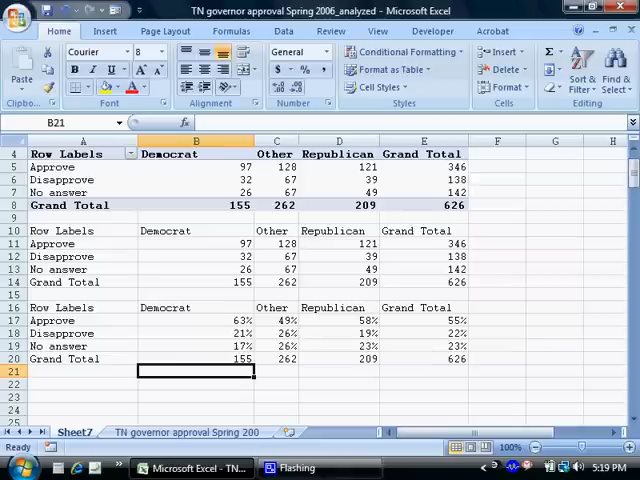 TN governor approval Spring 2006_analyzed - Microsoft Excel
Home Insert Page Layout Formulas Data Review View Developer Acrobat
Courier 8 General Conditional Formatting Insert Σ
Paste B I U A A $ % , Format as Table Delete Sort & Filter Find & Select
Cell Styles Format
Clipboard Font Alignment Number Styles Cells Editing
B21 fx
A B C D E F G H
4 Row Labels Democrat Other Republican Grand Total
5 Approve 97 128 121 346
6 Disapprove 32 67 39 138
7 No answer 26 67 49 142
8 Grand Total 155 262 209 626
9
10 Row Labels Democrat Other Republican Grand Total
11 Approve 97 128 121 346
12 Disapprove 32 67 39 138
13 No answer 26 67 49 142
14 Grand Total 155 262 209 626
15
16 Row Labels Democrat Other Republican Grand Total
17 Approve 63% 49% 58% 55%
18 Disapprove 21% 26% 19% 22%
19 No answer 17% 26% 23% 23%
20 Grand Total 155 262 209 626
21
22
23
24
25
Sheet7 TN governor approval Spring 200
Ready 100%
Microsoft Excel - TN... Flashing 5:19 PM